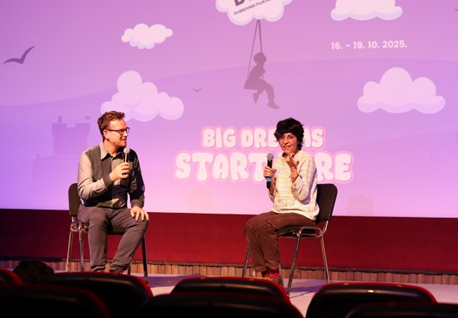 16. - 19. 10. 2025.
BIG DREAMS
START HERE